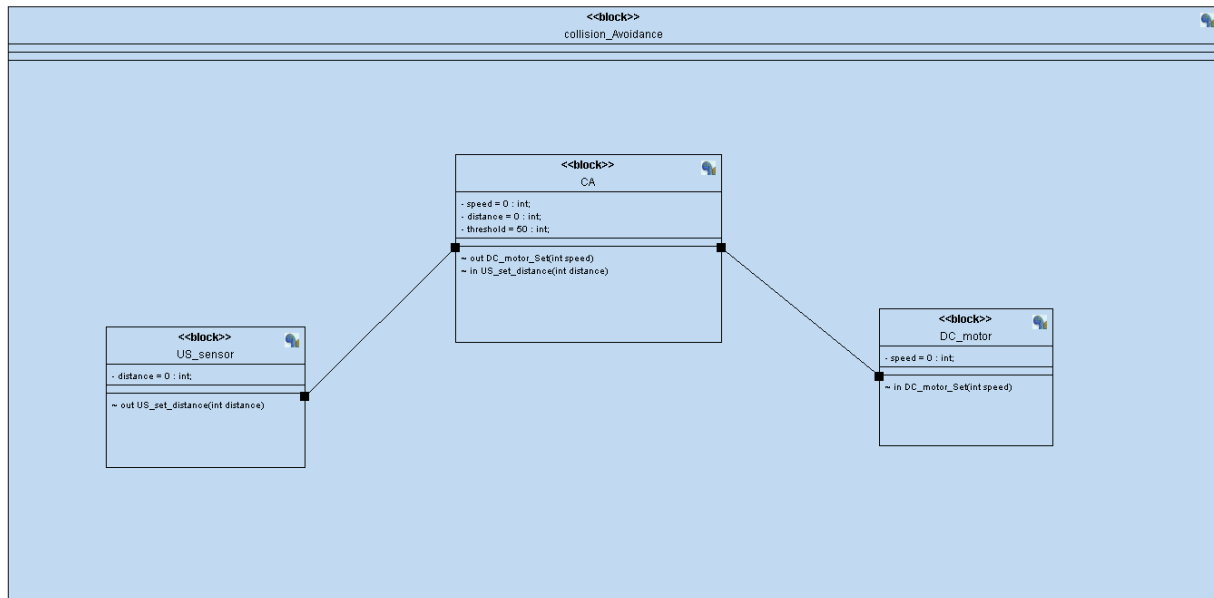 <<block>>
collision_Avoidance
<<block>>
CA
- speed = 0 : int;
- distance = 0 : int;
- threshold = 50 : int;
~ out DC_motor_Set(int speed)
~ in US_set_distance(int distance)
<<block>>
US_sensor
- distance = 0 : int;
~ out US_set_distance(int distance)
<<block>>
DC_motor
- speed = 0 : int;
~ in DC_motor_Set(int speed)